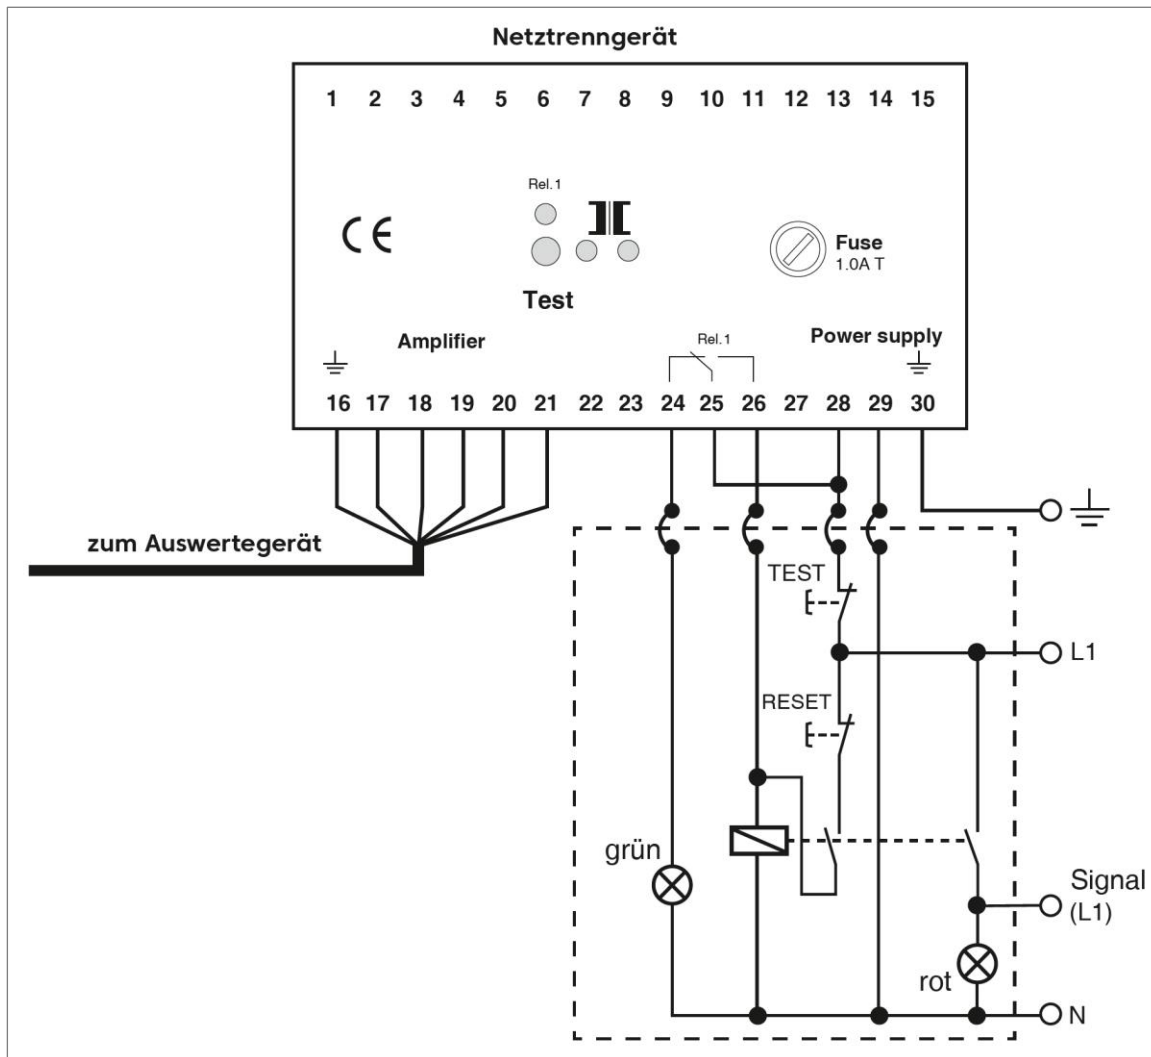 Netztrenngerät
1 2 3 4 5 6 7 8 9 10 11 12 13 14 15
Rel.1
CE
Fuse
1.0A T
Test
Amplifier
Rel.1
Power supply
16 17 18 19 20 21 22 23 24 25 26 27 28 29 30
zum Auswertegerät
TEST
L1
RESET
grün
Signal
(L1)
rot
N